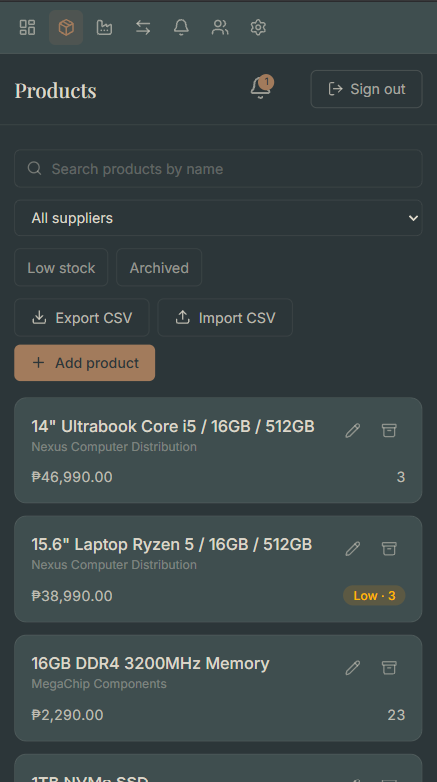 Products
1
Sign out
Search products by name
All suppliers
Low stock
Archived
Export CSV
Import CSV
Add product
14" Ultrabook Core i5 / 16GB / 512GB
Nexus Computer Distribution
₱46,990.00
3
15.6" Laptop Ryzen 5 / 16GB / 512GB
Nexus Computer Distribution
₱38,990.00
Low · 3
16GB DDR4 3200MHz Memory
MegaChip Components
₱2,290.00
23
1TB NVMe SSD